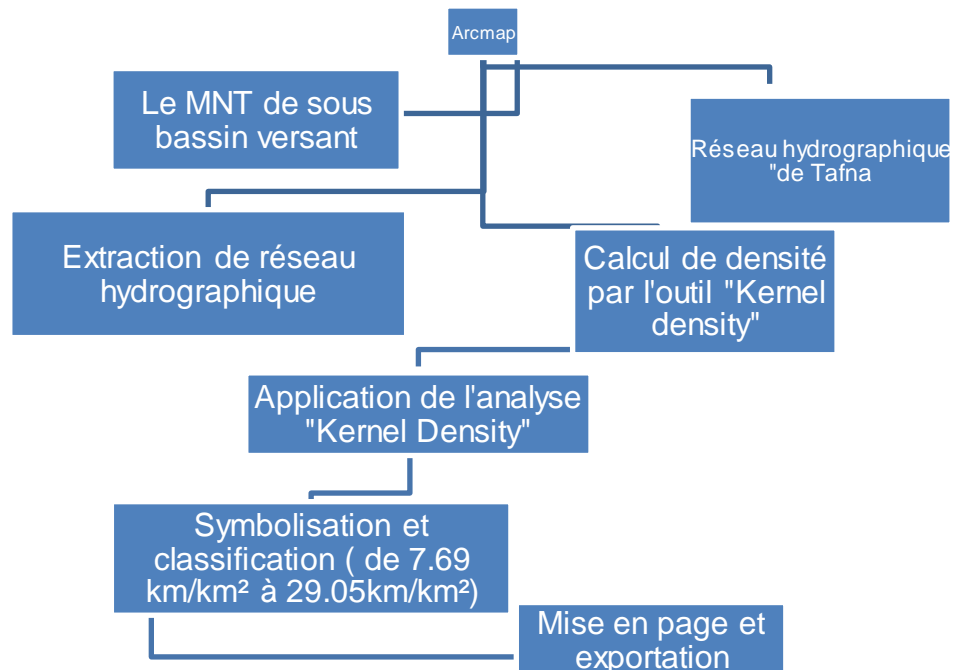 Arcmap
Le MNT de sous
bassin versant
Réseau hydrographique
"de Tafna
Extraction de réseau
hydrographique
Calcul de densité
par l'outil "Kernel
density"
Application de l'analyse
"Kernel Density"
Symbolisation et
classification ( de 7.69
km/km² à 29.05km/km²)
Mise en page et
exportation